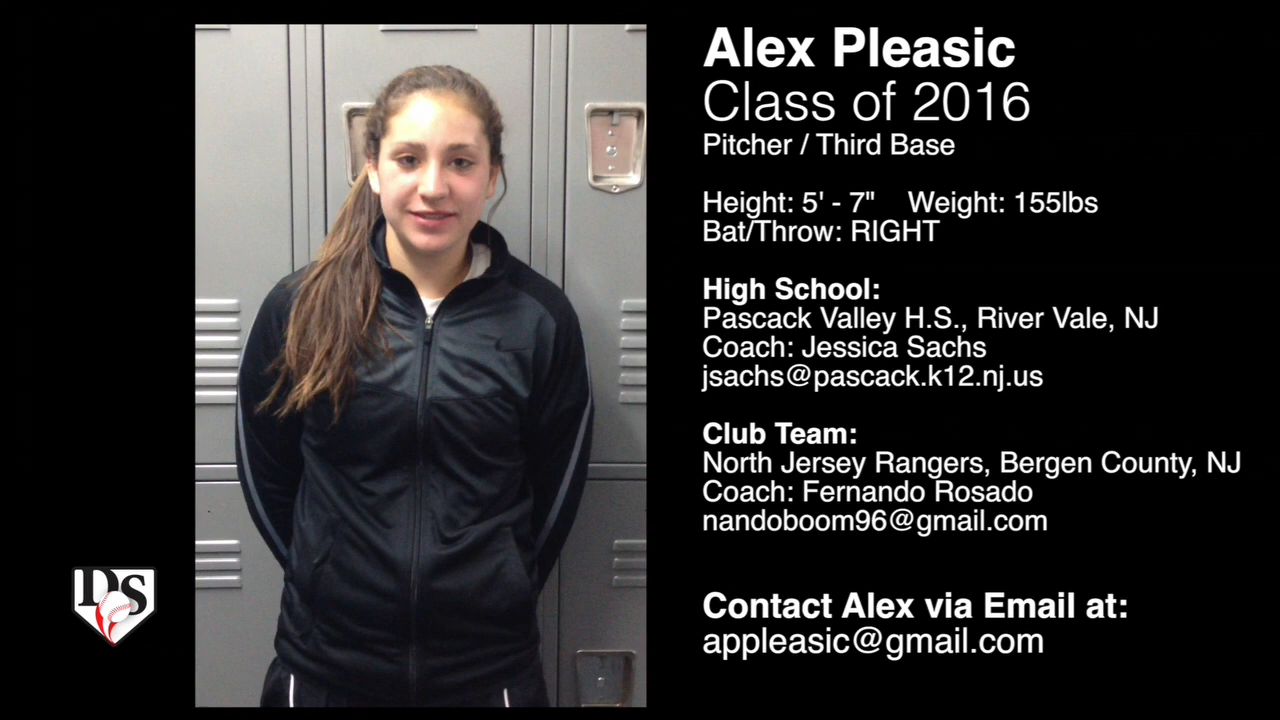 Alex Pleasic
Class of 2016
Pitcher / Third Base
Height: 5' - 7" Weight: 155lbs
Bat/Throw: RIGHT
High School:
Pascack Valley H.S., River Vale, NJ
Coach: Jessica Sachs
jsachs@pascack.k12.nj.us
Club Team:
North Jersey Rangers, Bergen County, NJ
Coach: Fernando Rosado
nandoboom96@gmail.com
Contact Alex via Email at:
appleasic@gmail.com
DS